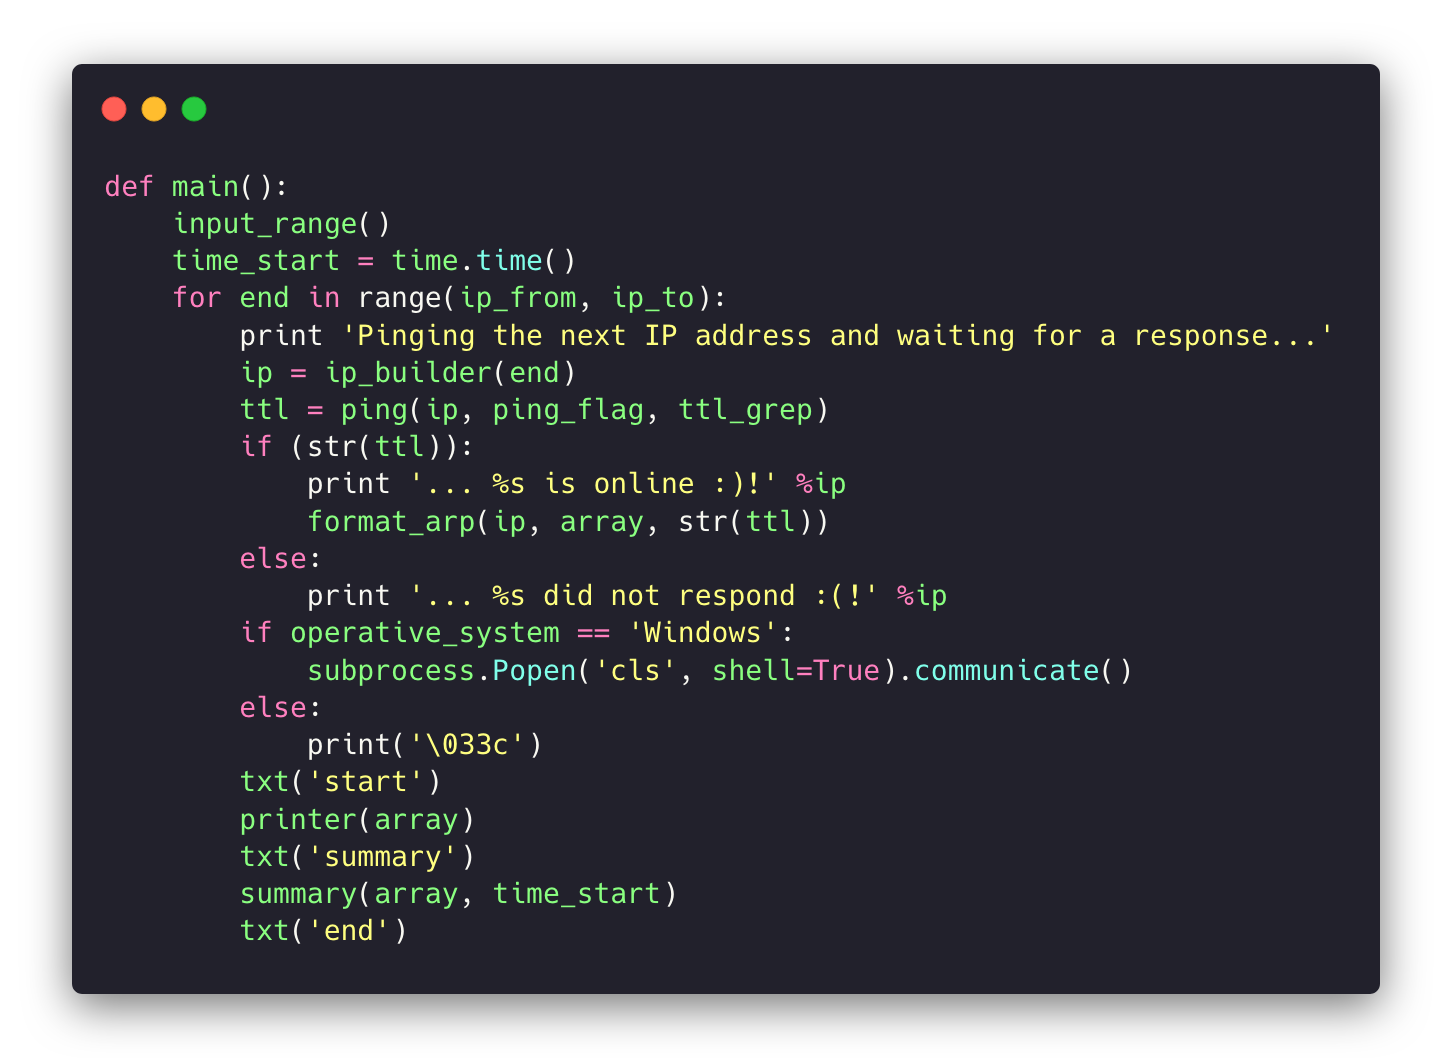 def main():
    input_range()
    time_start = time.time()
    for end in range(ip_from, ip_to):
        print 'Pinging the next IP address and waiting for a response...'
        ip = ip_builder(end)
        ttl = ping(ip, ping_flag, ttl_grep)
        if (str(ttl)):
            print '... %s is online :)!' %ip
            format_arp(ip, array, str(ttl))
        else:
            print '... %s did not respond :(!' %ip
        if operative_system == 'Windows':
            subprocess.Popen('cls', shell=True).communicate()
        else:
            print('\033c')
        txt('start')
        printer(array)
        txt('summary')
        summary(array, time_start)
        txt('end')